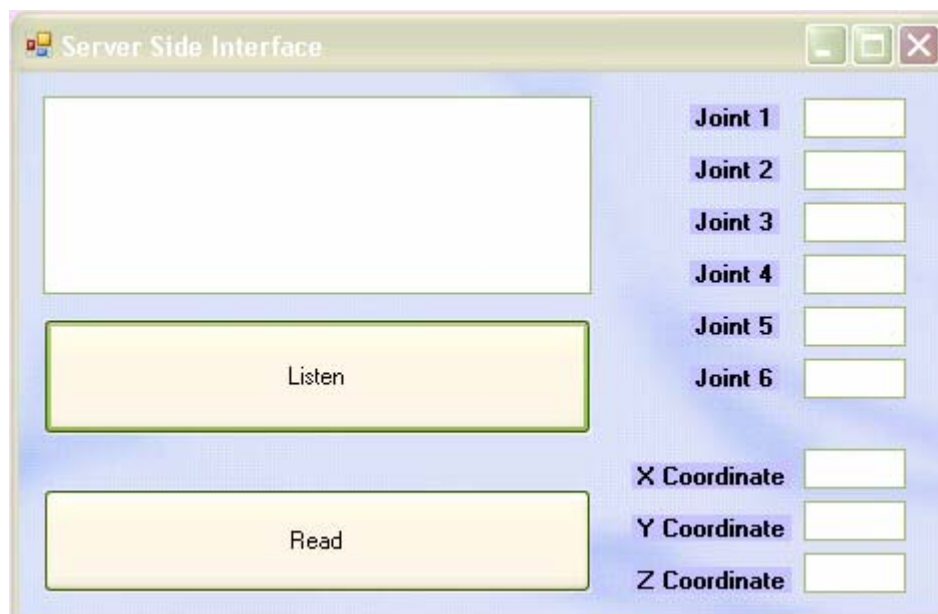 Server Side Interface
Joint 1
Joint 2
Joint 3
Joint 4
Joint 5
Joint 6
Listen
X Coordinate
Y Coordinate
Z Coordinate
Read